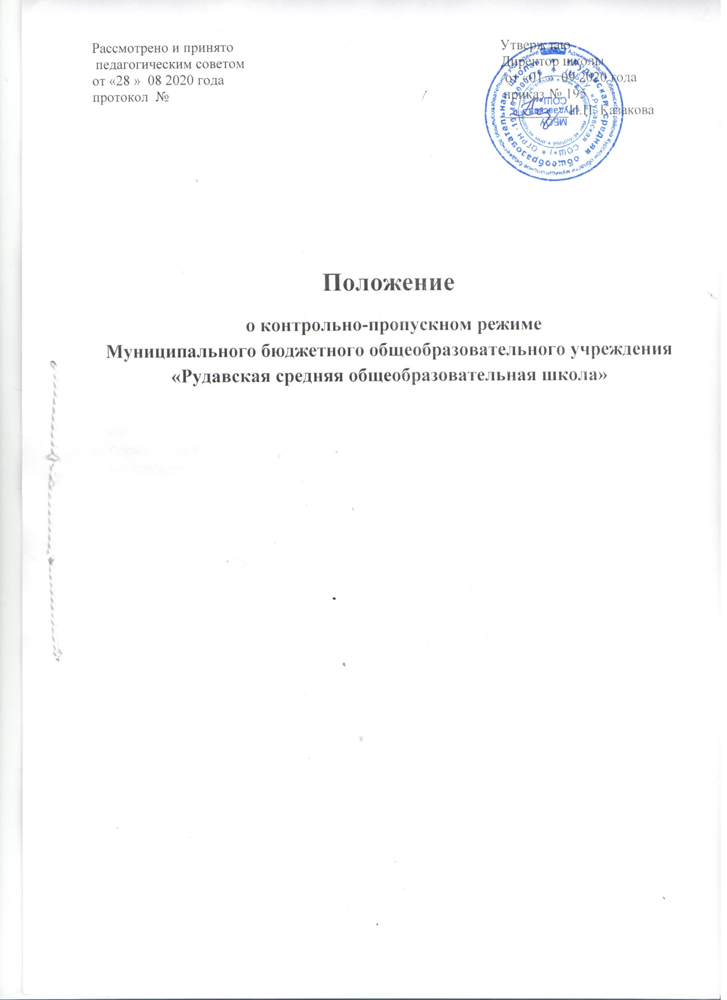 Рассмотрено и принято
педагогическим советом
от «28 » 08 2020 года
протокол №
Утверждаю
Директор школы
от «01 » 09 2020 года
приказ № 195
И.П. Казакова
МБОУ
«Рудавская
СОШ»
Положение
о контрольно-пропускном режиме
Муниципального бюджетного общеобразовательного учреждения
«Рудавская средняя общеобразовательная школа»